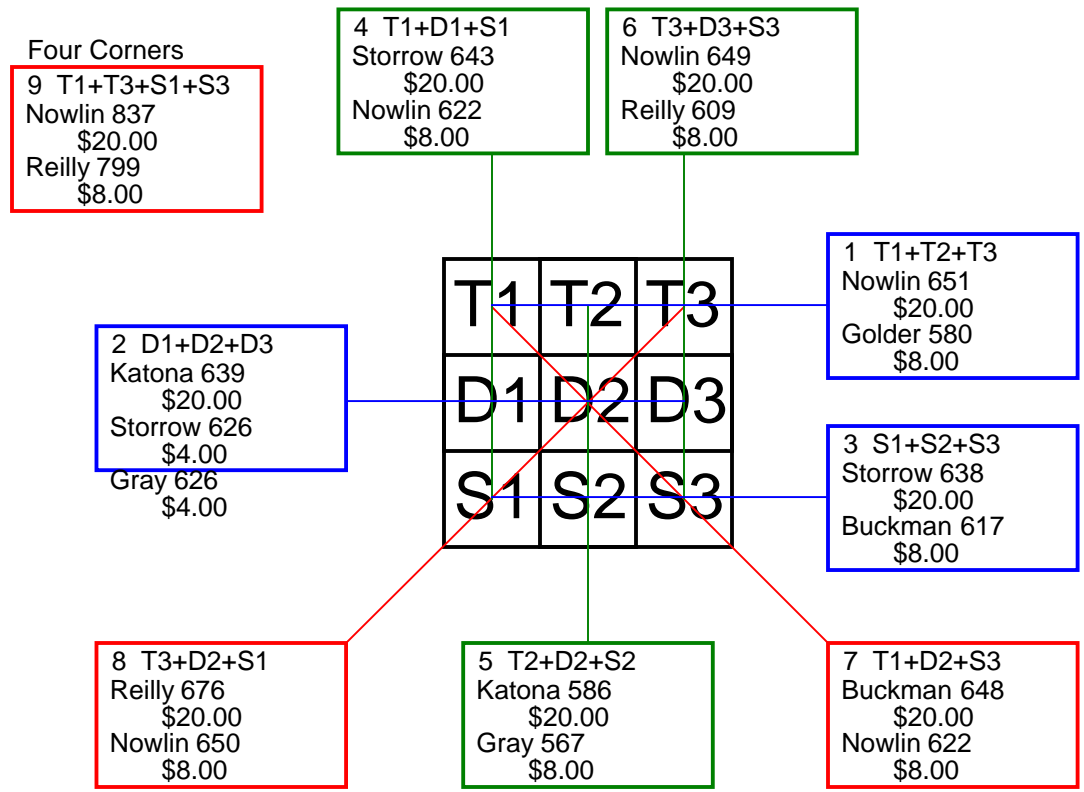 Four Corners
9 T1+T3+S1+S3
Nowlin 837
$20.00
Reilly 799
$8.00
4 T1+D1+S1
Storrow 643
$20.00
Nowlin 622
$8.00
6 T3+D3+S3
Nowlin 649
$20.00
Reilly 609
$8.00
1 T1+T2+T3
Nowlin 651
$20.00
Golder 580
$8.00
T1 T2 T3
D1 D2 D3
S1 S2 S3
2 D1+D2+D3
Katona 639
$20.00
Storrow 626
$4.00
Gray 626
$4.00
3 S1+S2+S3
Storrow 638
$20.00
Buckman 617
$8.00
8 T3+D2+S1
Reilly 676
$20.00
Nowlin 650
$8.00
5 T2+D2+S2
Katona 586
$20.00
Gray 567
$8.00
7 T1+D2+S3
Buckman 648
$20.00
Nowlin 622
$8.00